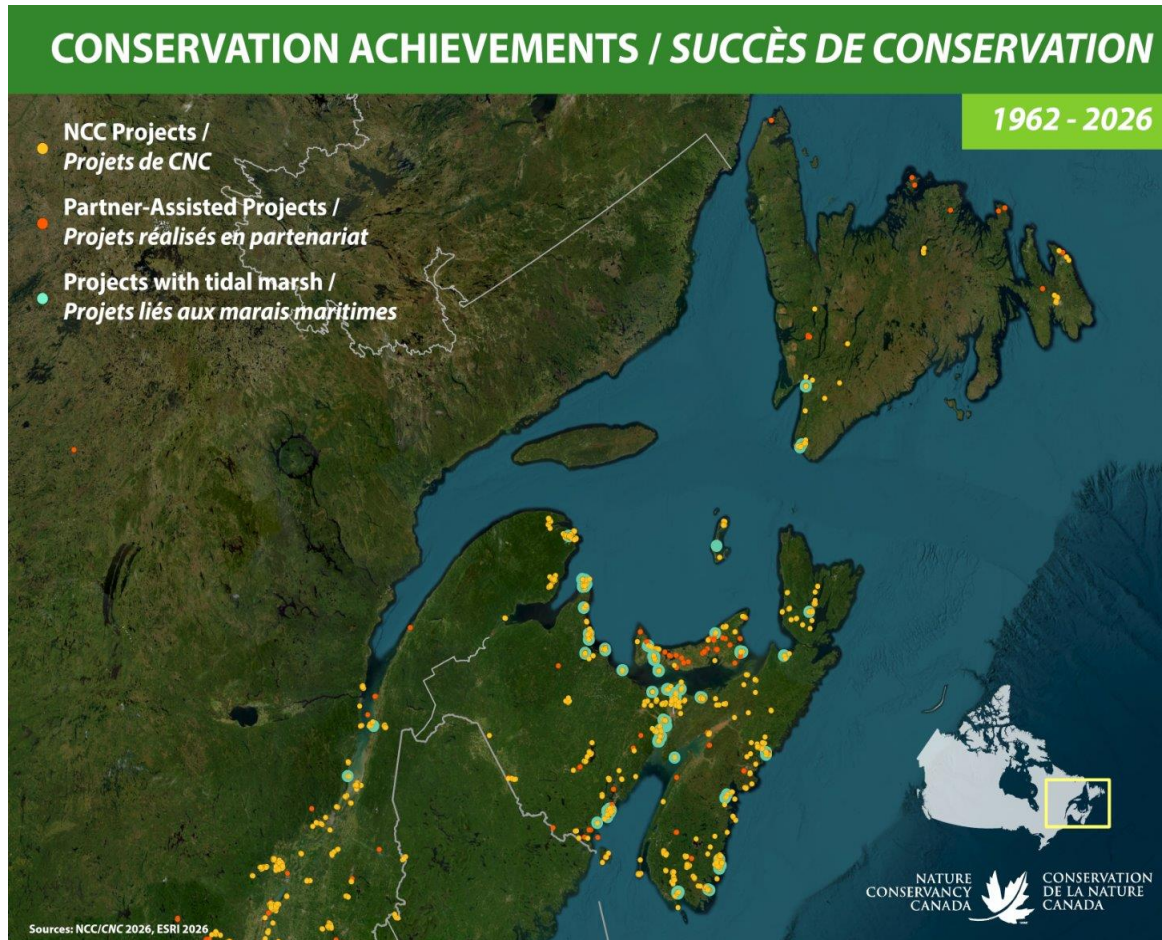 CONSERVATION ACHIEVEMENTS / SUCCÈS DE CONSERVATION
1962 - 2026
NCC Projects /
Projets de CNC
Partner-Assisted Projects /
Projets réalisés en partenariat
Projects with tidal marsh /
Projets liés aux marais maritimes
NATURE
CONSERVANCY
CANADA
CONSERVATION
DE LA NATURE
CANADA
Sources: NCC/CNC 2026, ESRI 2026